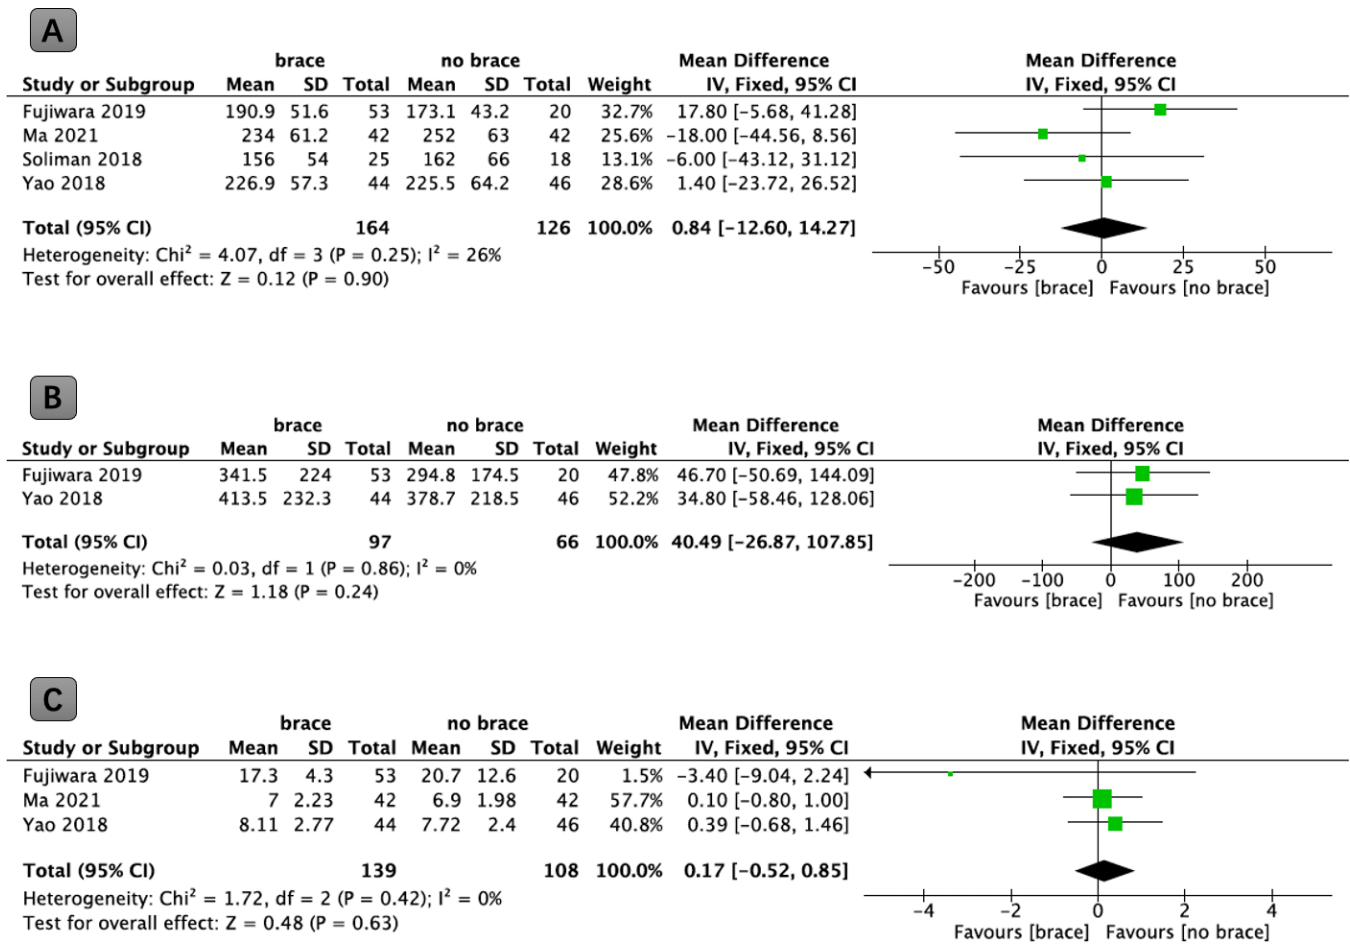 A
brace no brace Mean Difference Mean Difference
Study or Subgroup Mean SD Total Mean SD Total Weight IV, Fixed, 95% CI IV, Fixed, 95% CI
Fujiwara 2019 190.9 51.6 53 173.1 43.2 20 32.7% 17.80 [−5.68, 41.28]
Ma 2021 234 61.2 42 252 63 42 25.6% −18.00 [−44.56, 8.56]
Soliman 2018 156 54 25 162 66 18 13.1% −6.00 [−43.12, 31.12]
Yao 2018 226.9 57.3 44 225.5 64.2 46 28.6% 1.40 [−23.72, 26.52]
Total (95% CI) 164 126 100.0% 0.84 [−12.60, 14.27]
Heterogeneity: Chi² = 4.07, df = 3 (P = 0.25); I² = 26%
Test for overall effect: Z = 0.12 (P = 0.90)
−50 −25 0 25 50
Favours [brace] Favours [no brace]
B
brace no brace Mean Difference Mean Difference
Study or Subgroup Mean SD Total Mean SD Total Weight IV, Fixed, 95% CI IV, Fixed, 95% CI
Fujiwara 2019 341.5 224 53 294.8 174.5 20 47.8% 46.70 [−50.69, 144.09]
Yao 2018 413.5 232.3 44 378.7 218.5 46 52.2% 34.80 [−58.46, 128.06]
Total (95% CI) 97 66 100.0% 40.49 [−26.87, 107.85]
Heterogeneity: Chi² = 0.03, df = 1 (P = 0.86); I² = 0%
Test for overall effect: Z = 1.18 (P = 0.24)
−200 −100 0 100 200
Favours [brace] Favours [no brace]
C
brace no brace Mean Difference Mean Difference
Study or Subgroup Mean SD Total Mean SD Total Weight IV, Fixed, 95% CI IV, Fixed, 95% CI
Fujiwara 2019 17.3 4.3 53 20.7 12.6 20 1.5% −3.40 [−9.04, 2.24]
Ma 2021 7 2.23 42 6.9 1.98 42 57.7% 0.10 [−0.80, 1.00]
Yao 2018 8.11 2.77 44 7.72 2.4 46 40.8% 0.39 [−0.68, 1.46]
Total (95% CI) 139 108 100.0% 0.17 [−0.52, 0.85]
Heterogeneity: Chi² = 1.72, df = 2 (P = 0.42); I² = 0%
Test for overall effect: Z = 0.48 (P = 0.63)
−4 −2 0 2 4
Favours [brace] Favours [no brace]